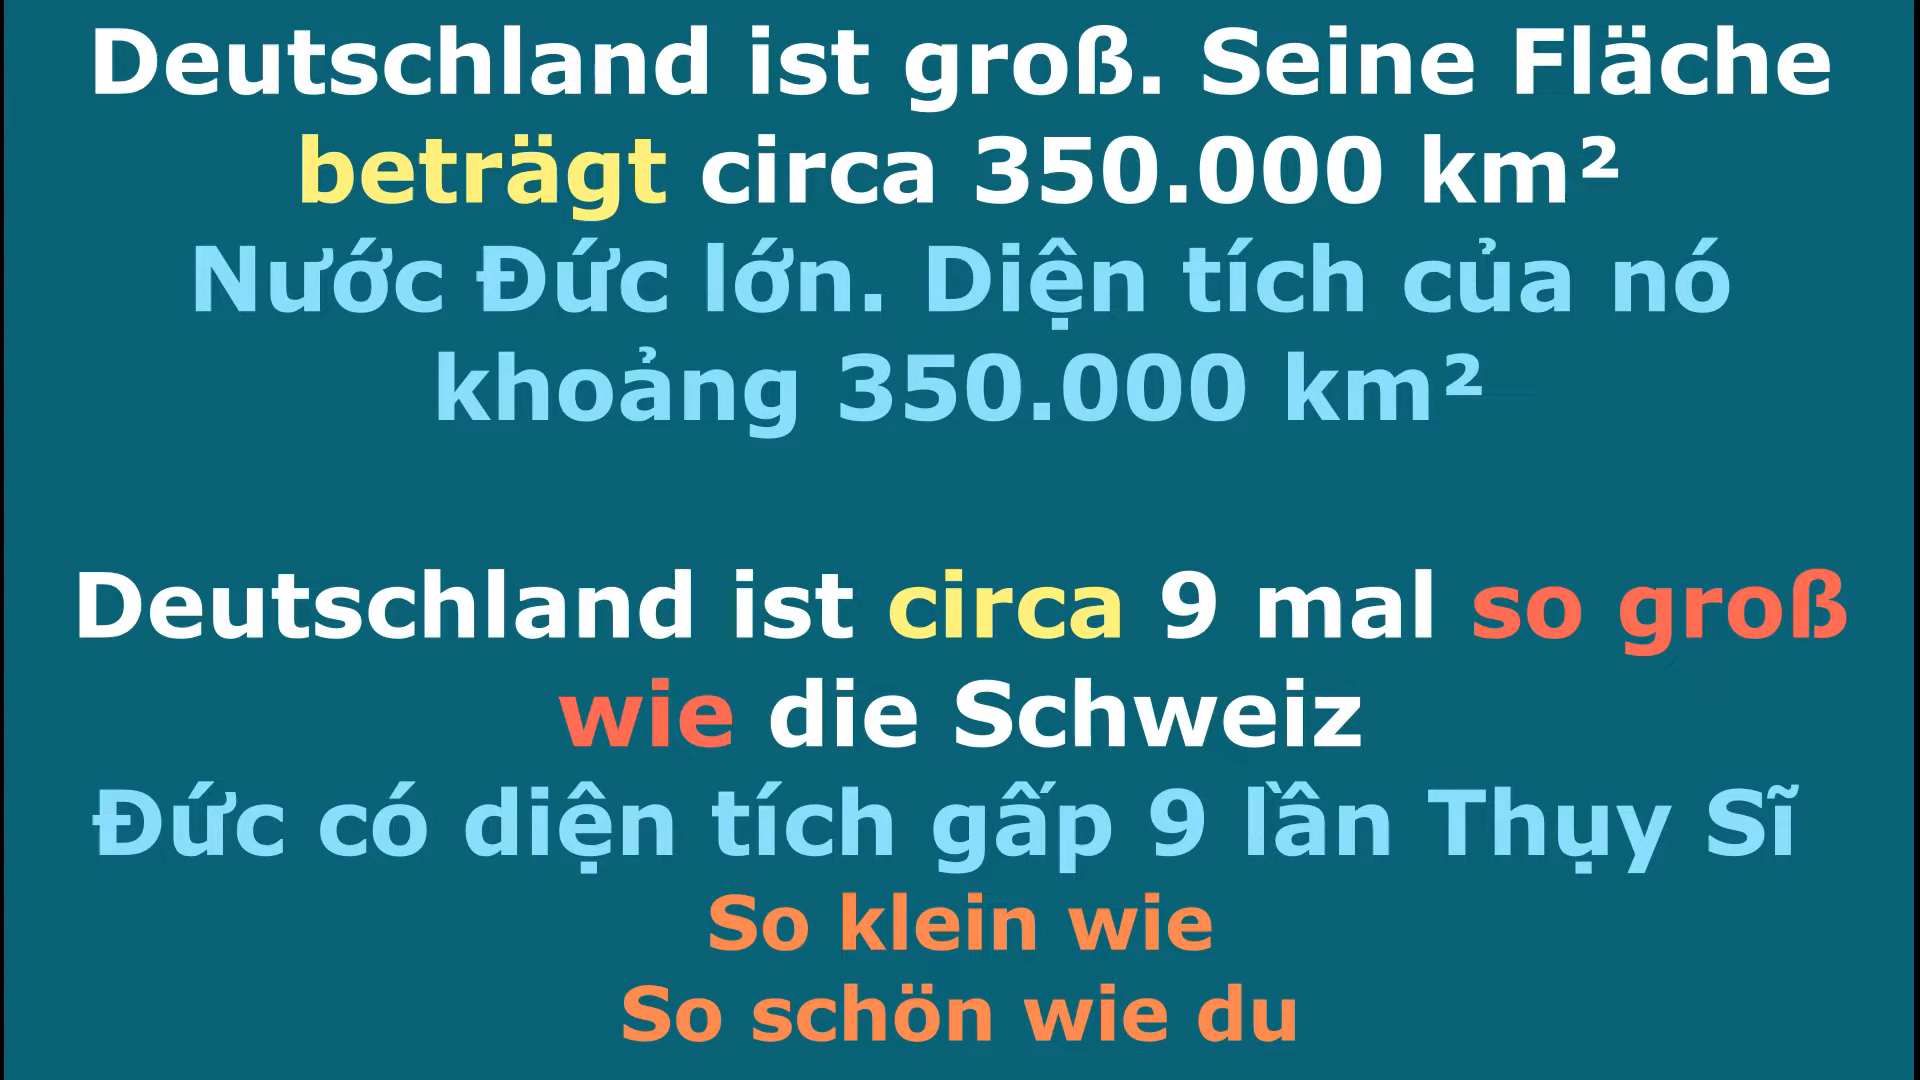 Deutschland ist groß. Seine Fläche
beträgt circa 350.000 km²
Nước Đức lớn. Diện tích của nó
khoảng 350.000 km²
Deutschland ist circa 9 mal so groß
wie die Schweiz
Đức có diện tích gấp 9 lần Thụy Sĩ
So klein wie
So schön wie du